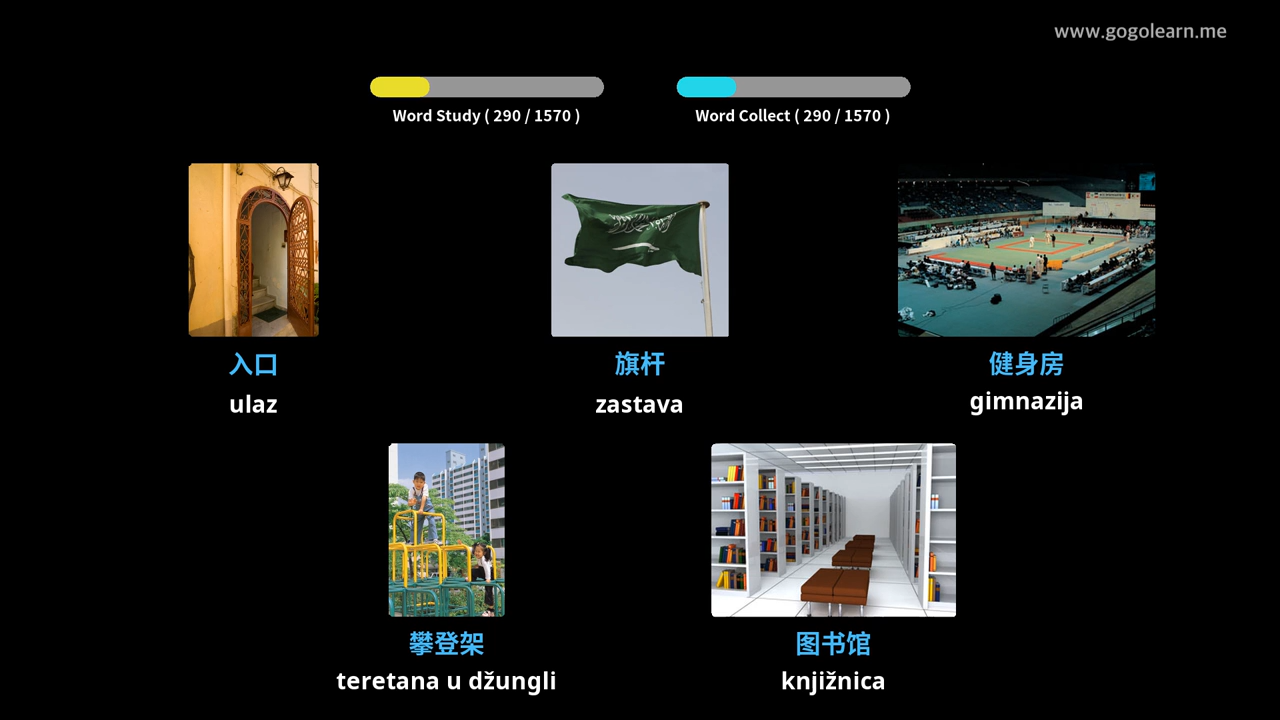 www.gogolearn.me
Word Study ( 290 / 1570 )
Word Collect ( 290 / 1570 )
入口
旗杆
健身房
ulaz
zastava
gimnazija
攀登架
图书馆
teretana u džungli
knjižnica